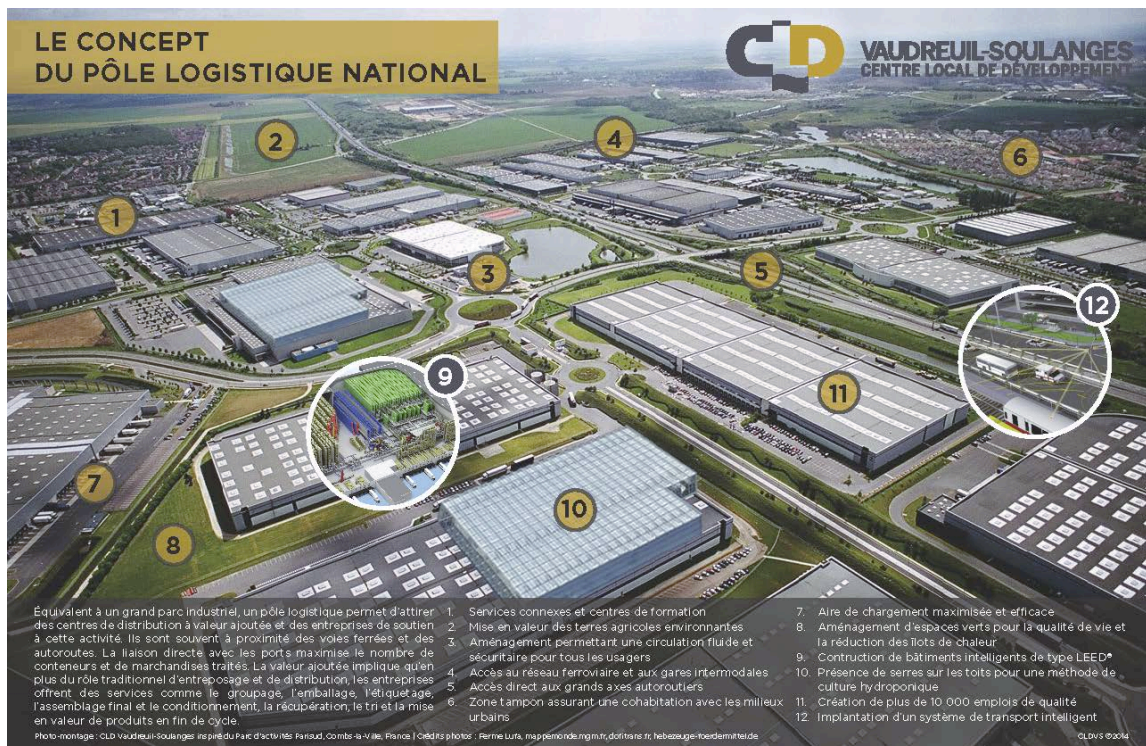 LE CONCEPT
DU PÔLE LOGISTIQUE NATIONAL
CLD
VAUDREUIL-SOULANGES
CENTRE LOCAL DE DÉVELOPPEMENT
1
2
3
4
5
6
7
8
9
10
11
12
Équivalent à un grand parc industriel, un pôle logistique permet d'attirer
des centres de distribution à valeur ajoutée et des entreprises de soutien
à cette activité. Ils sont souvent à proximité des voies ferrées et des
autoroutes. La liaison directe avec les ports maximise le nombre de
conteneurs et de marchandises traités. La valeur ajoutée implique qu'en
plus du rôle traditionnel d'entreposage et de distribution, les entreprises
offrent des services comme le groupage, l'emballage, l'étiquetage,
l'assemblage final et le conditionnement, la récupération, le tri et la mise
en valeur de produits en fin de cycle.
1. Services connexes et centres de formation
2. Mise en valeur des terres agricoles environnantes
3. Aménagement permettant une circulation fluide et
sécuritaire pour tous les usagers
4. Accès au réseau ferroviaire et aux gares intermodales
5. Accès direct aux grands axes autoroutiers
6. Zone tampon assurant une cohabitation avec les milieux
urbains
7. Aire de chargement maximisée et efficace
8. Aménagement d'espaces verts pour la qualité de vie et
la réduction des îlots de chaleur
9. Contruction de bâtiments intelligents de type LEED®
10. Présence de serres sur les toits pour une méthode de
culture hydroponique
11. Création de plus de 10 000 emplois de qualité
12. Implantation d'un système de transport intelligent
Photo-montage : CLD Vaudreuil-Soulanges inspiré du Parc d'activités Parisud, Combs-la-Ville, France | Crédits photos : Ferme Lufa, mappemonde.mgm.fr, dofitrans.fr, hebezeuge-foerdermittel.de
CLDVS ©2014